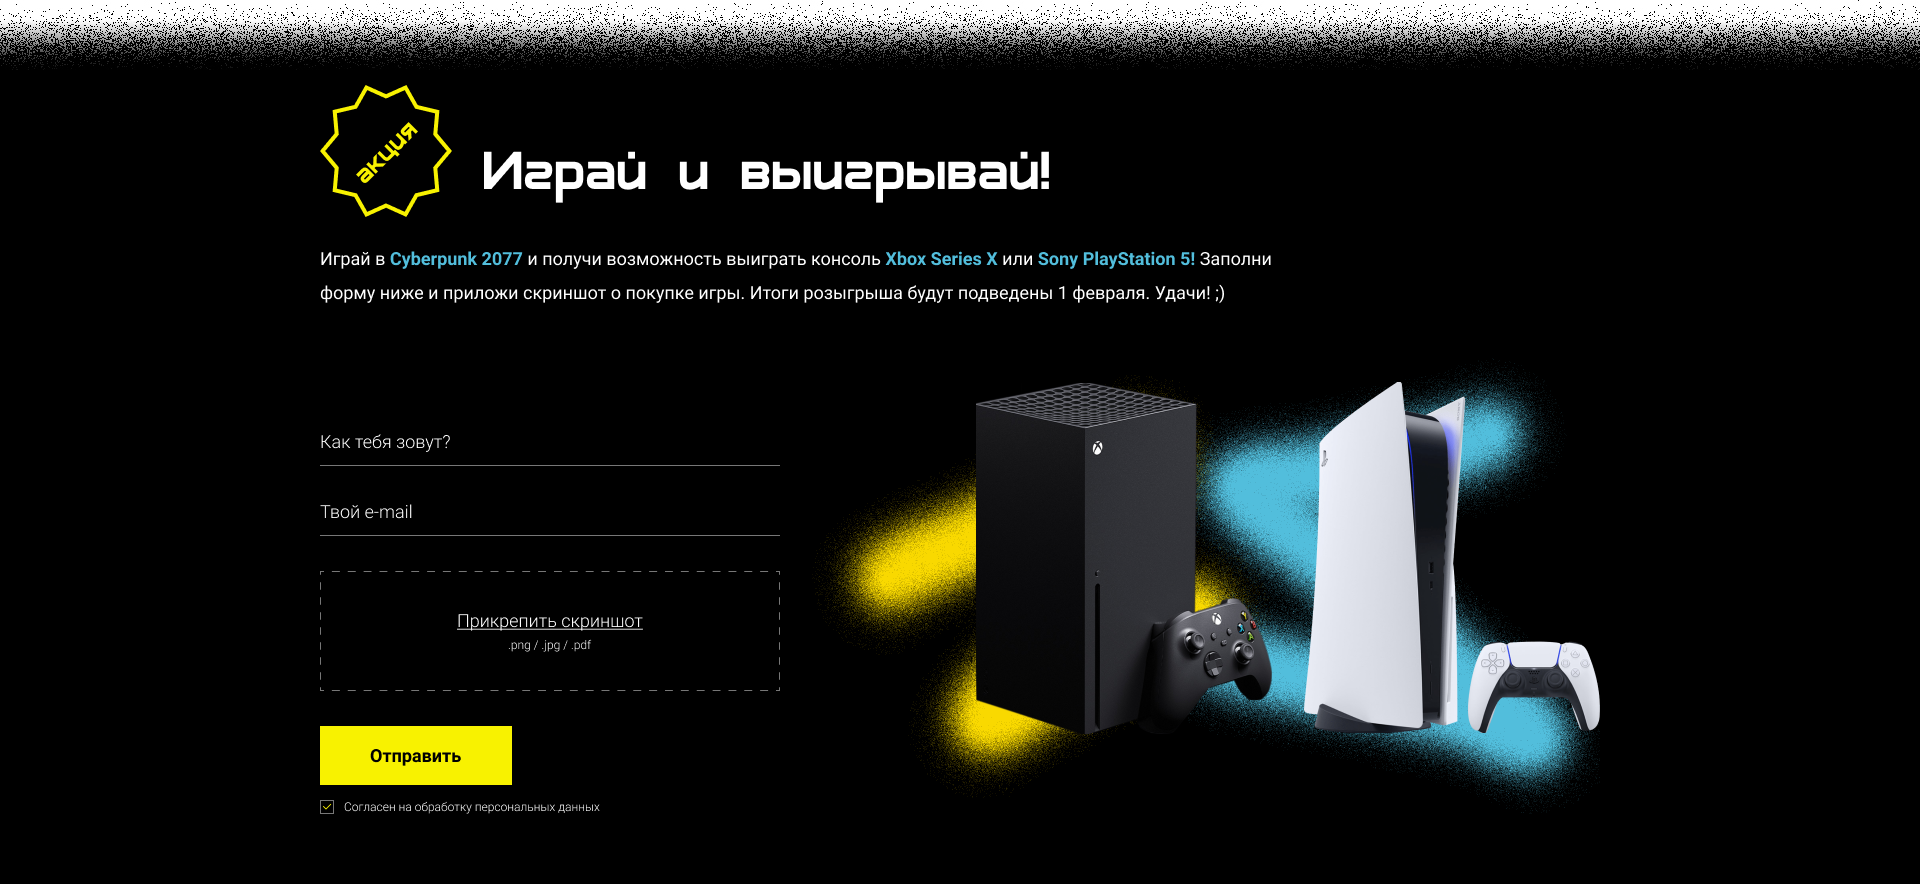 акция
Играй и выигрывай!
Играй в Cyberpunk 2077 и получи возможность выиграть консоль Xbox Series X или Sony PlayStation 5! Заполни
форму ниже и приложи скриншот о покупке игры. Итоги розыгрыша будут подведены 1 февраля. Удачи! ;)
Как тебя зовут?
Твой e-mail
Прикрепить скриншот
.png / .jpg / .pdf
Отправить
Согласен на обработку персональных данных